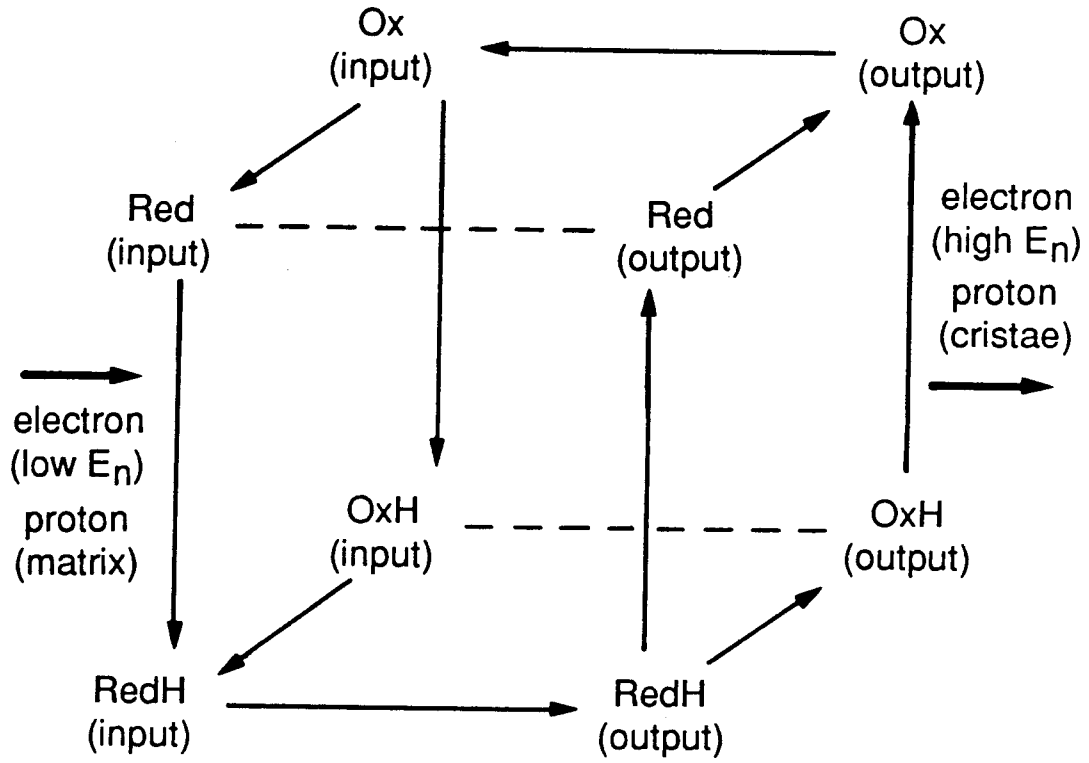 Ox
(input)
Ox
(output)
Red
(input)
Red
(output)
electron
(high En)
proton
(cristae)
electron
(low En)
proton
(matrix)
OxH
(input)
OxH
(output)
RedH
(input)
RedH
(output)